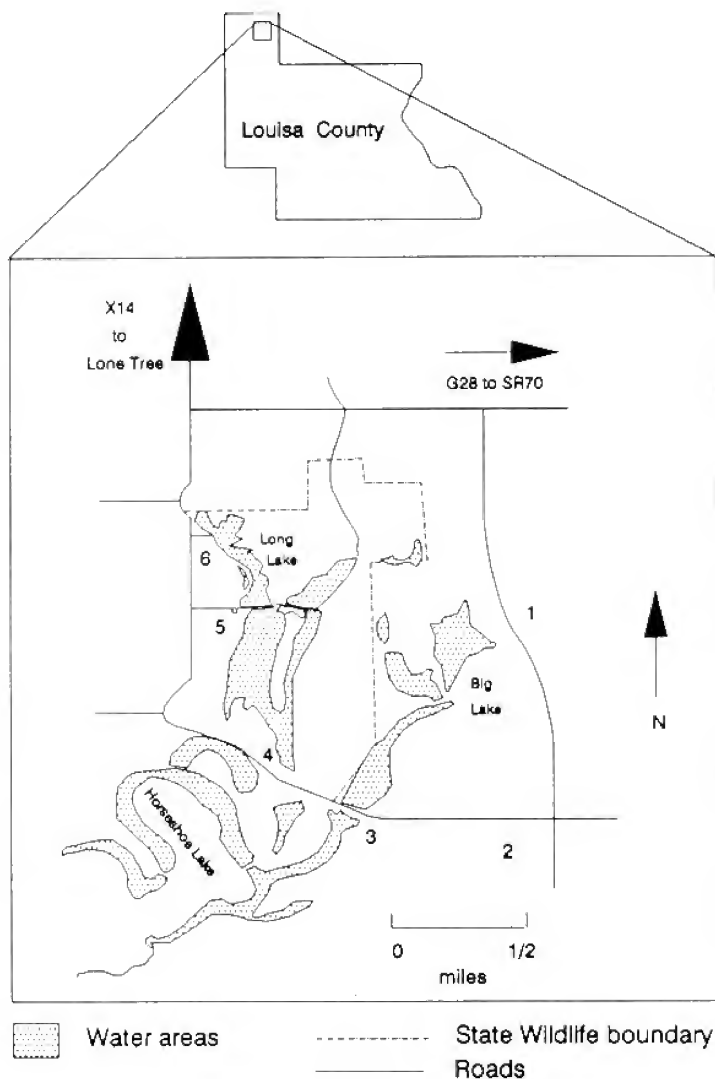 Louisa County
X14
to
Lone Tree
G28 to SR70
Long
Lake
6
1
5
Big
Lake
N
4
Horseshoe Lake
3
2
0 1/2
miles
Water areas
State Wildlife boundary
Roads